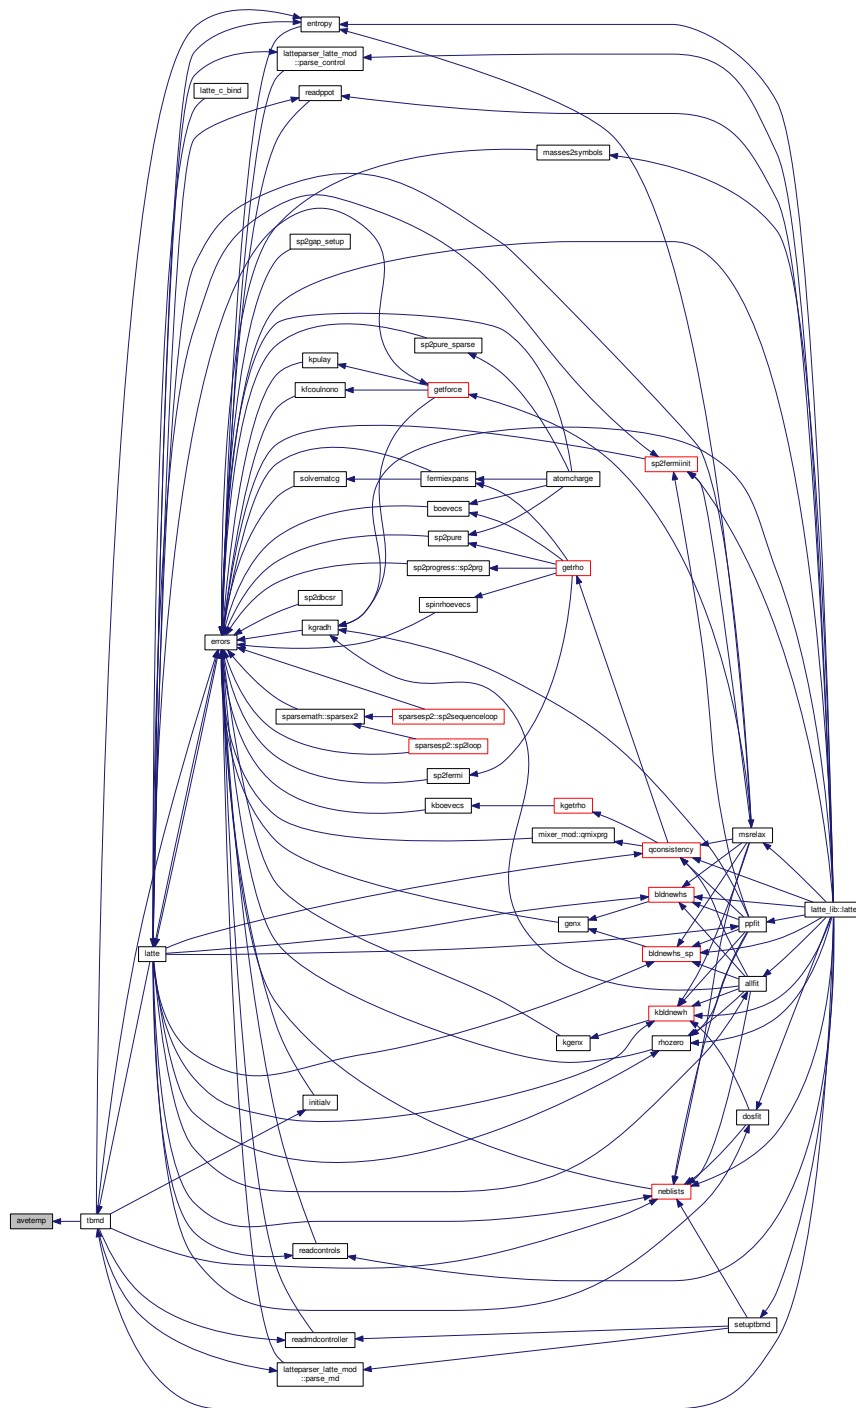 entropy
latteparser_latte_mod
::parse_control
latte_c_bind
readppot
masses2symbols
sp2gap_setup
sp2pure_sparse
kpulay
kfcoulnono
getforce
sp2fermiinit
solvematcg
fermiexpans
atomcharge
boevecs
sp2pure
sp2progress::sp2prg
getrho
sp2dbcsr
spinrhoevecs
kgradh
errors
sparsemath::sparsex2
sparsesp2::sp2sequenceloop
sparsesp2::sp2loop
sp2fermi
kboevecs
kgetrho
mixer_mod::qmixprg
msrelax
qconsistency
bldnewhs
latte_lib::latte
genx
ppfit
latte
bldnewhs_sp
allfit
kbldnewh
kgenx
rhozero
initialv
dosfit
neblists
avetemp
tbmd
readcontrols
setuptbmd
readmdcontroller
latteparser_latte_mod
::parse_md